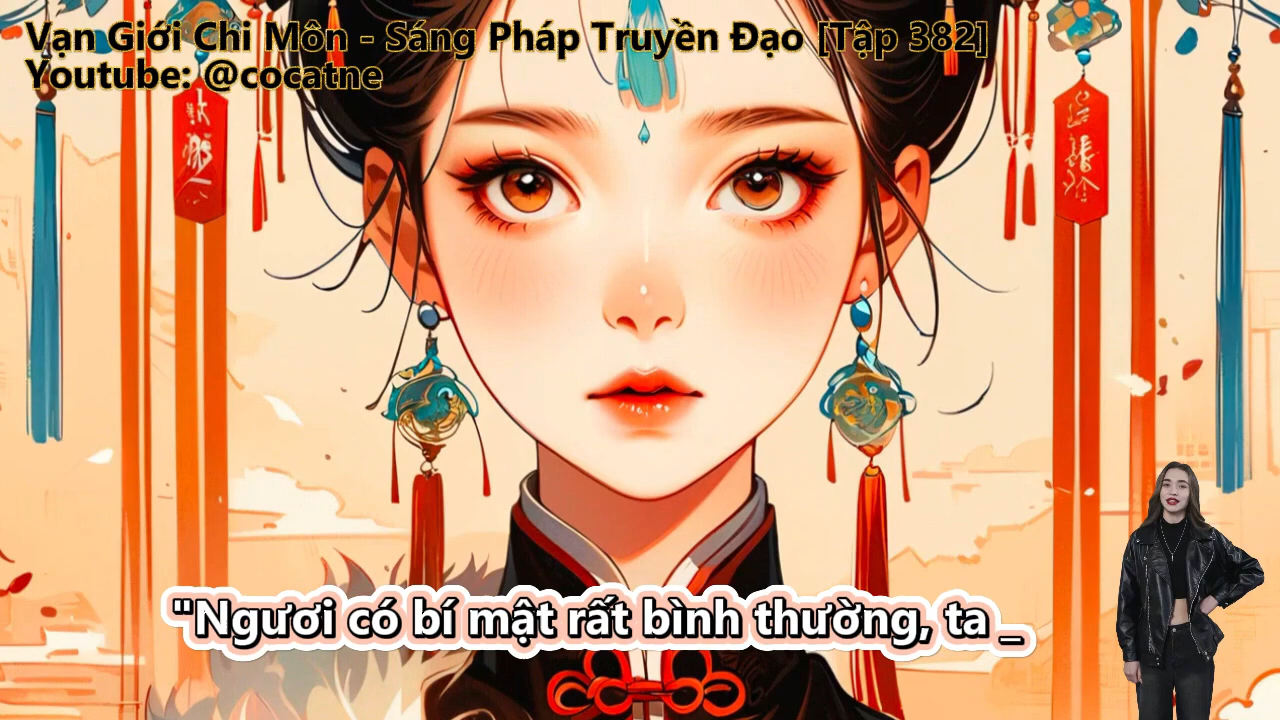 Vạn Giới Chi Môn - Sáng Pháp Truyền Đạo [Tập 382]
Youtube: @cocatne
"Ngươi có bí mật rất bình thường, ta _